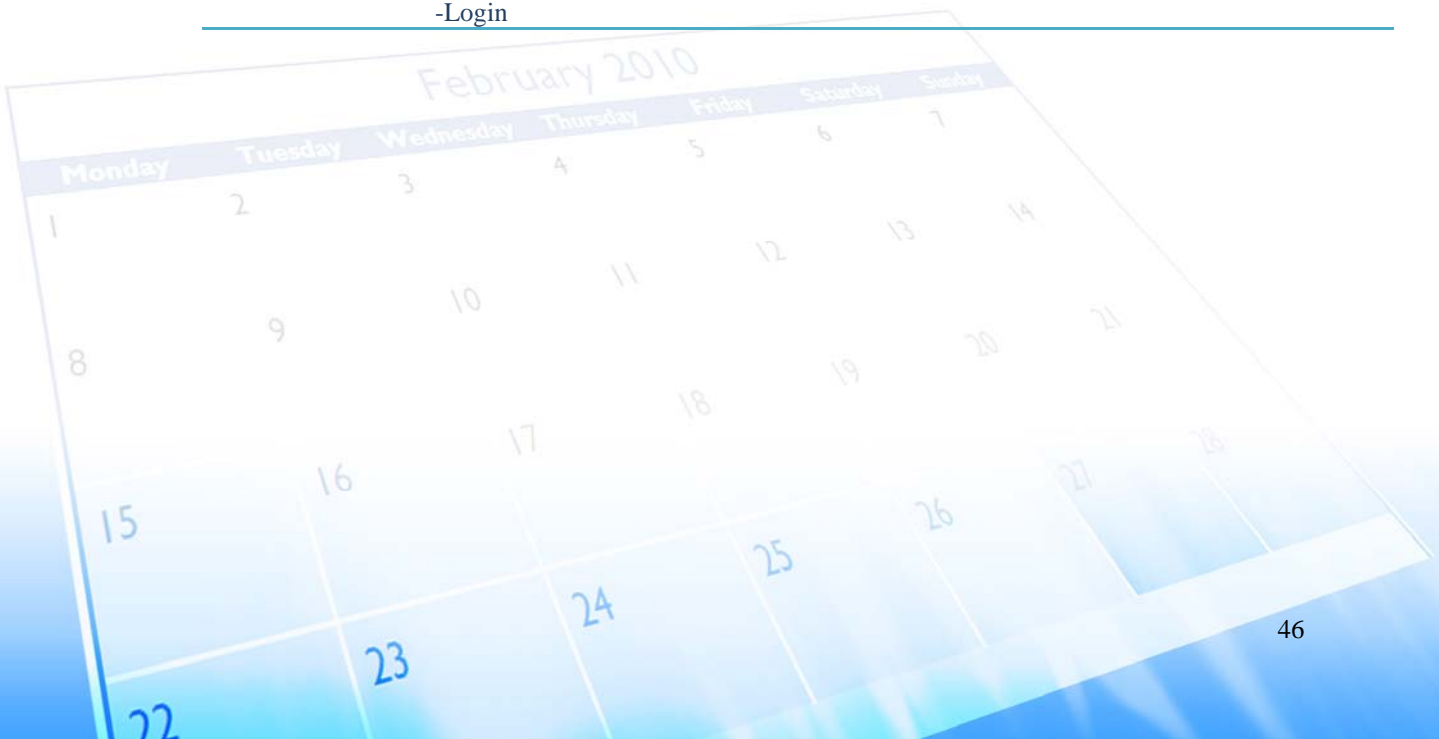 -Login
February 2010
Monday Tuesday Wednesday Thursday Friday Saturday Sunday
1 2 3 4 5 6 7
8 9 10 11 12 13 14
15 16 17 18 19 20 21
22 23 24 25 26 27 28
46